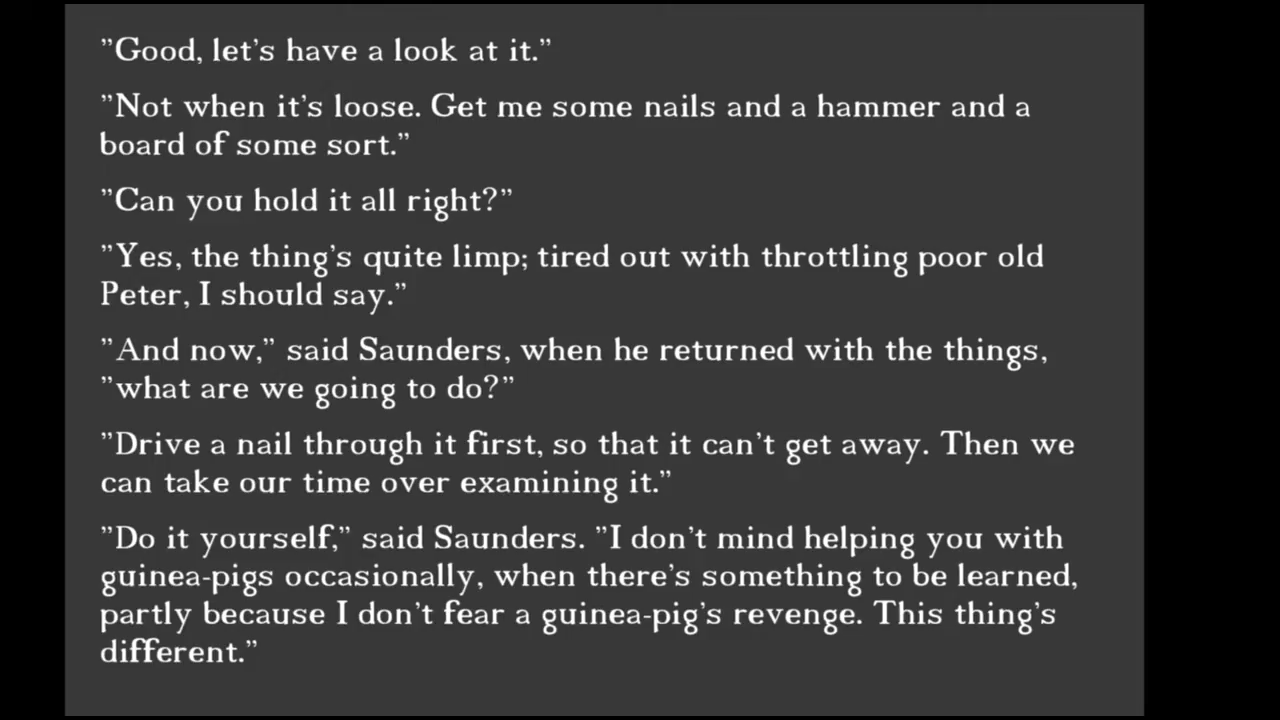 ”Good, let’s have a look at it.”
”Not when it’s loose. Get me some nails and a hammer and a
board of some sort.”
”Can you hold it all right?”
”Yes, the thing’s quite limp; tired out with throttling poor old
Peter, I should say.”
”And now,” said Saunders, when he returned with the things,
”what are we going to do?”
”Drive a nail through it first, so that it can’t get away. Then we
can take our time over examining it.”
”Do it yourself,” said Saunders. ”I don’t mind helping you with
guinea-pigs occasionally, when there’s something to be learned,
partly because I don’t fear a guinea-pig’s revenge. This thing’s
different.”